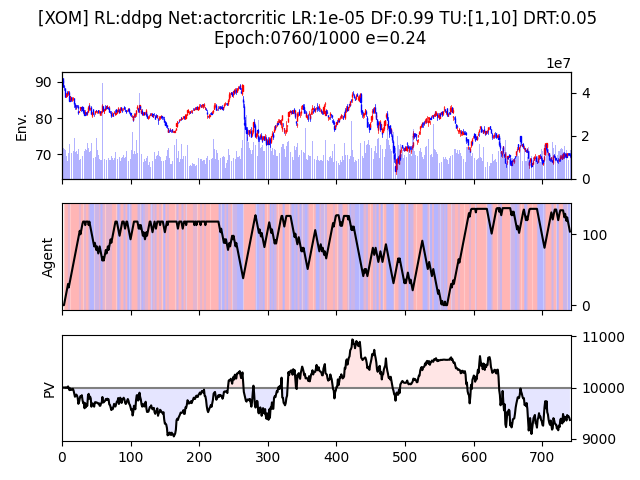 [XOM] RL:ddpg Net:actorcritic LR:1e-05 DF:0.99 TU:[1,10] DRT:0.05
Epoch:0760/1000 e=0.24
1e7
90
80
70
Env.
4
2
0
Agent
100
0
PV
11000
10000
9000
0 100 200 300 400 500 600 700